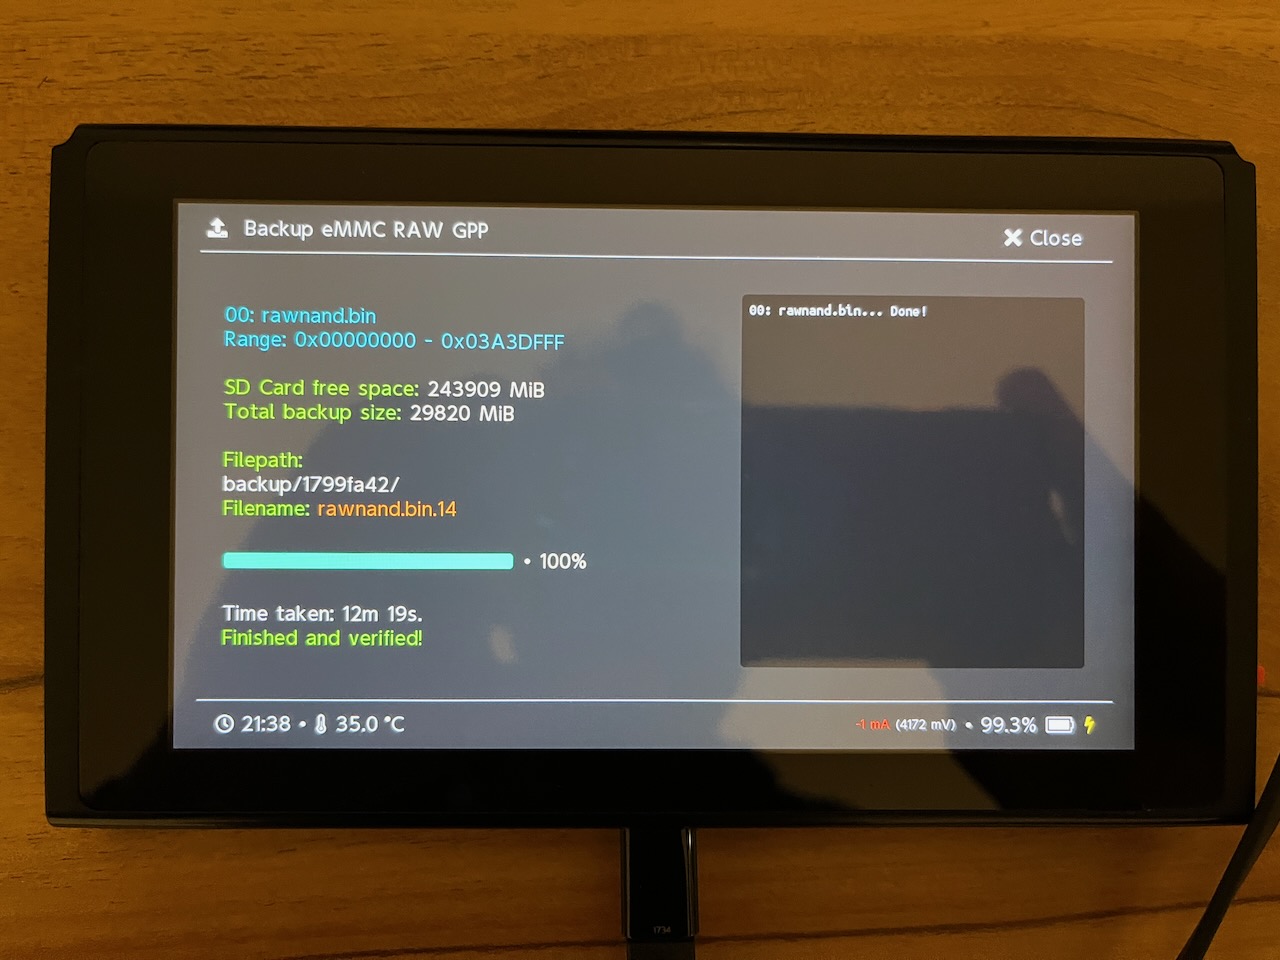 Backup eMMC RAW GPP
Close
00: rawnand.bin
Range: 0x00000000 - 0x03A3DFFF
SD Card free space: 243909 MiB
Total backup size: 29820 MiB
Filepath:
backup/1799fa42/
Filename: rawnand.bin.14
• 100%
Time taken: 12m 19s.
Finished and verified!
00: rawnand.bin... Done!
21:38 • 35.0 °C
-1 mA (4172 mV) • 99.3%
1734